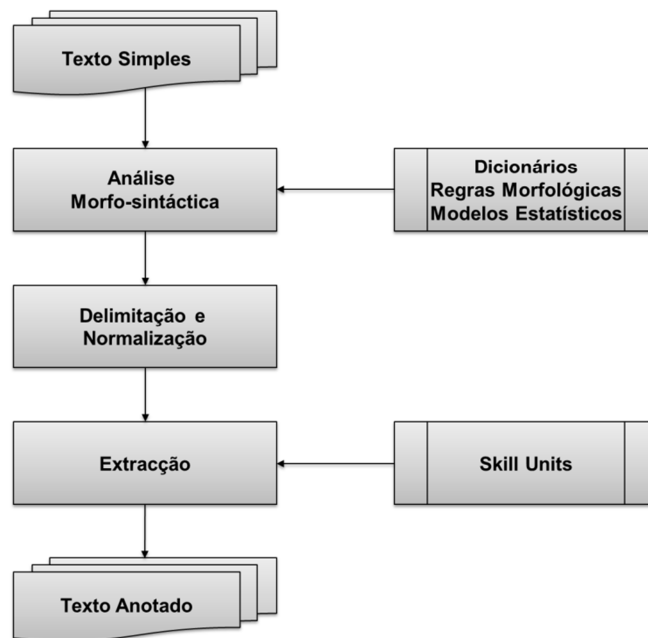 Texto Simples
Análise
Morfo-sintáctica
Dicionários
Regras Morfológicas
Modelos Estatísticos
Delimitação e
Normalização
Extracção
Skill Units
Texto Anotado